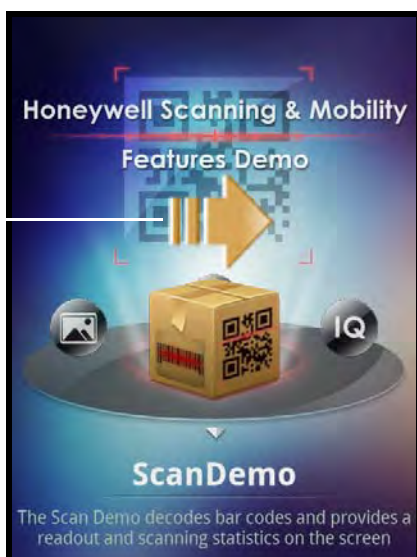 Honeywell Scanning & Mobility
Features Demo
IQ
ScanDemo
The Scan Demo decodes bar codes and provides a
readout and scanning statistics on the screen